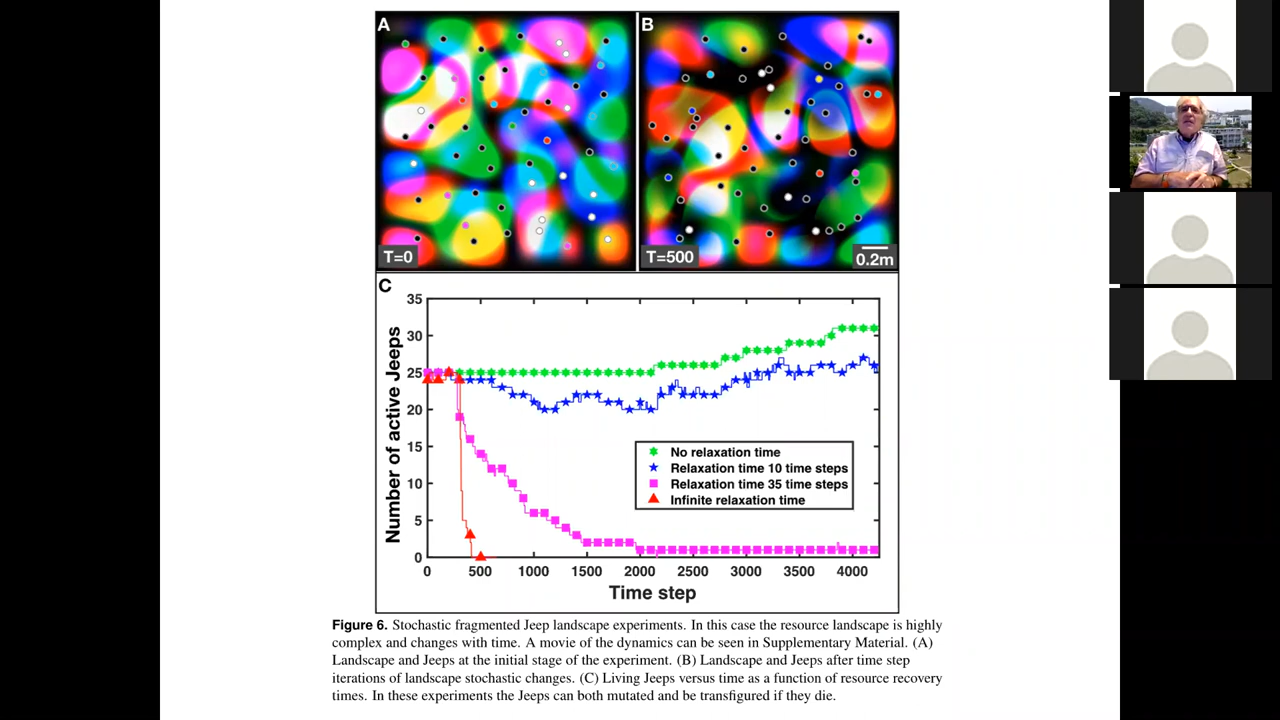 A
B
T=0
T=500
0.2m
C
Number of active Jeeps
35
30
25
20
15
10
5
0
No relaxation time
Relaxation time 10 time steps
Relaxation time 35 time steps
Infinite relaxation time
0 500 1000 1500 2000 2500 3000 3500 4000
Time step
Figure 6. Stochastic fragmented Jeep landscape experiments. In this case the resource landscape is highly
complex and changes with time. A movie of the dynamics can be seen in Supplementary Material. (A)
Landscape and Jeeps at the initial stage of the experiment. (B) Landscape and Jeeps after time step
iterations of landscape stochastic changes. (C) Living Jeeps versus time as a function of resource recovery
times. In these experiments the Jeeps can both mutated and be transfigured if they die.